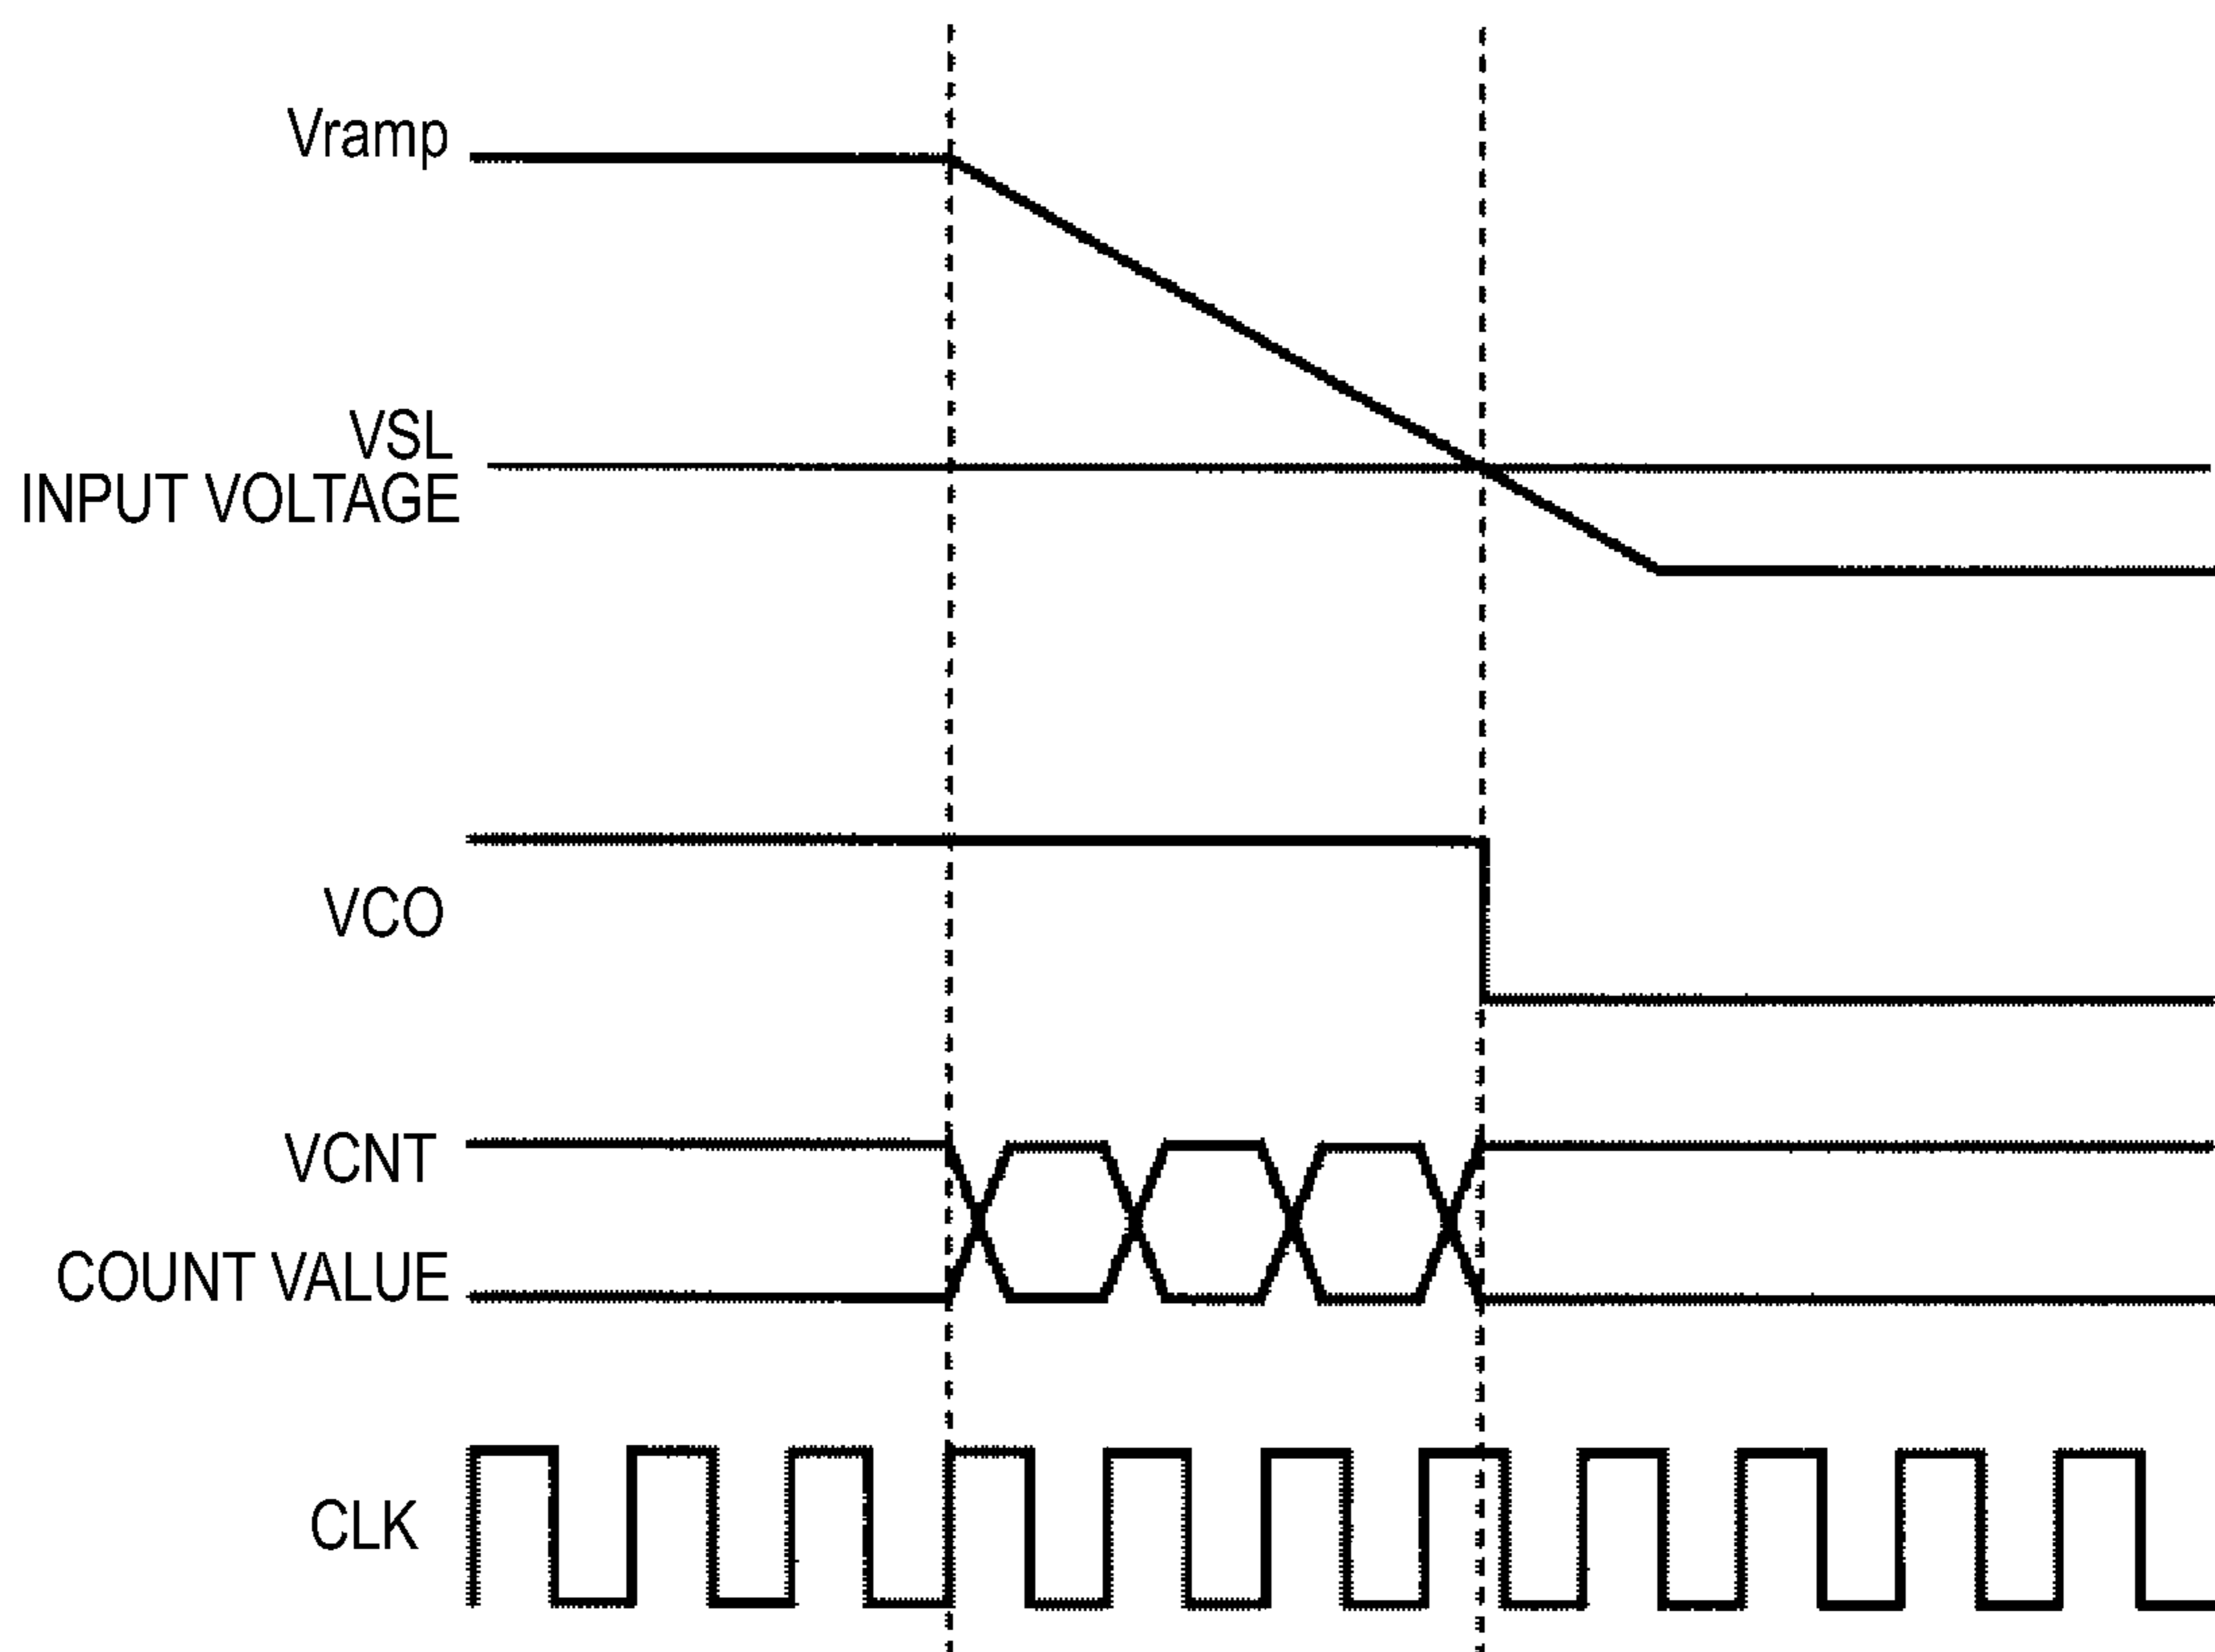 Vramp
VSL
INPUT VOLTAGE
VCO
VCNT
COUNT VALUE
CLK